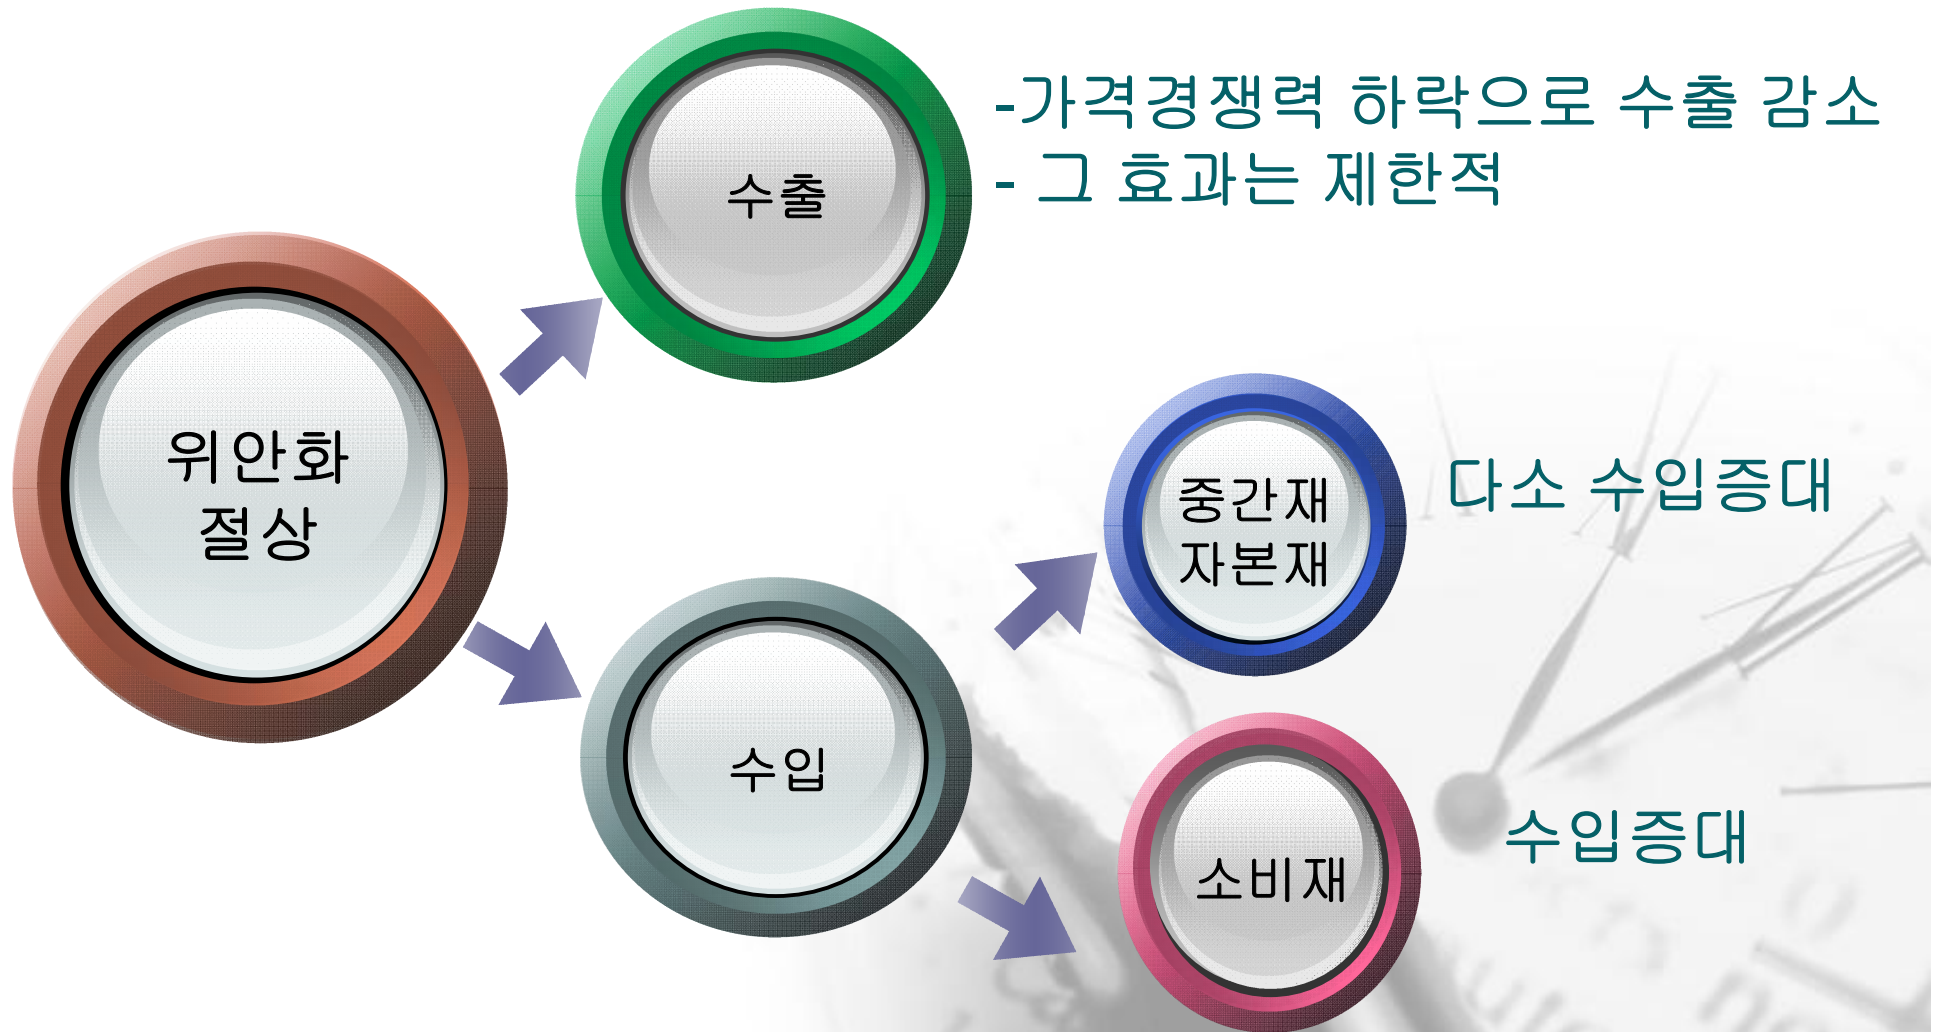 -가격경쟁력 하락으로 수출 감소
- 그 효과는 제한적
수출
위안화
절상
중간재
자본재
다소 수입증대
수입
소비재
수입증대